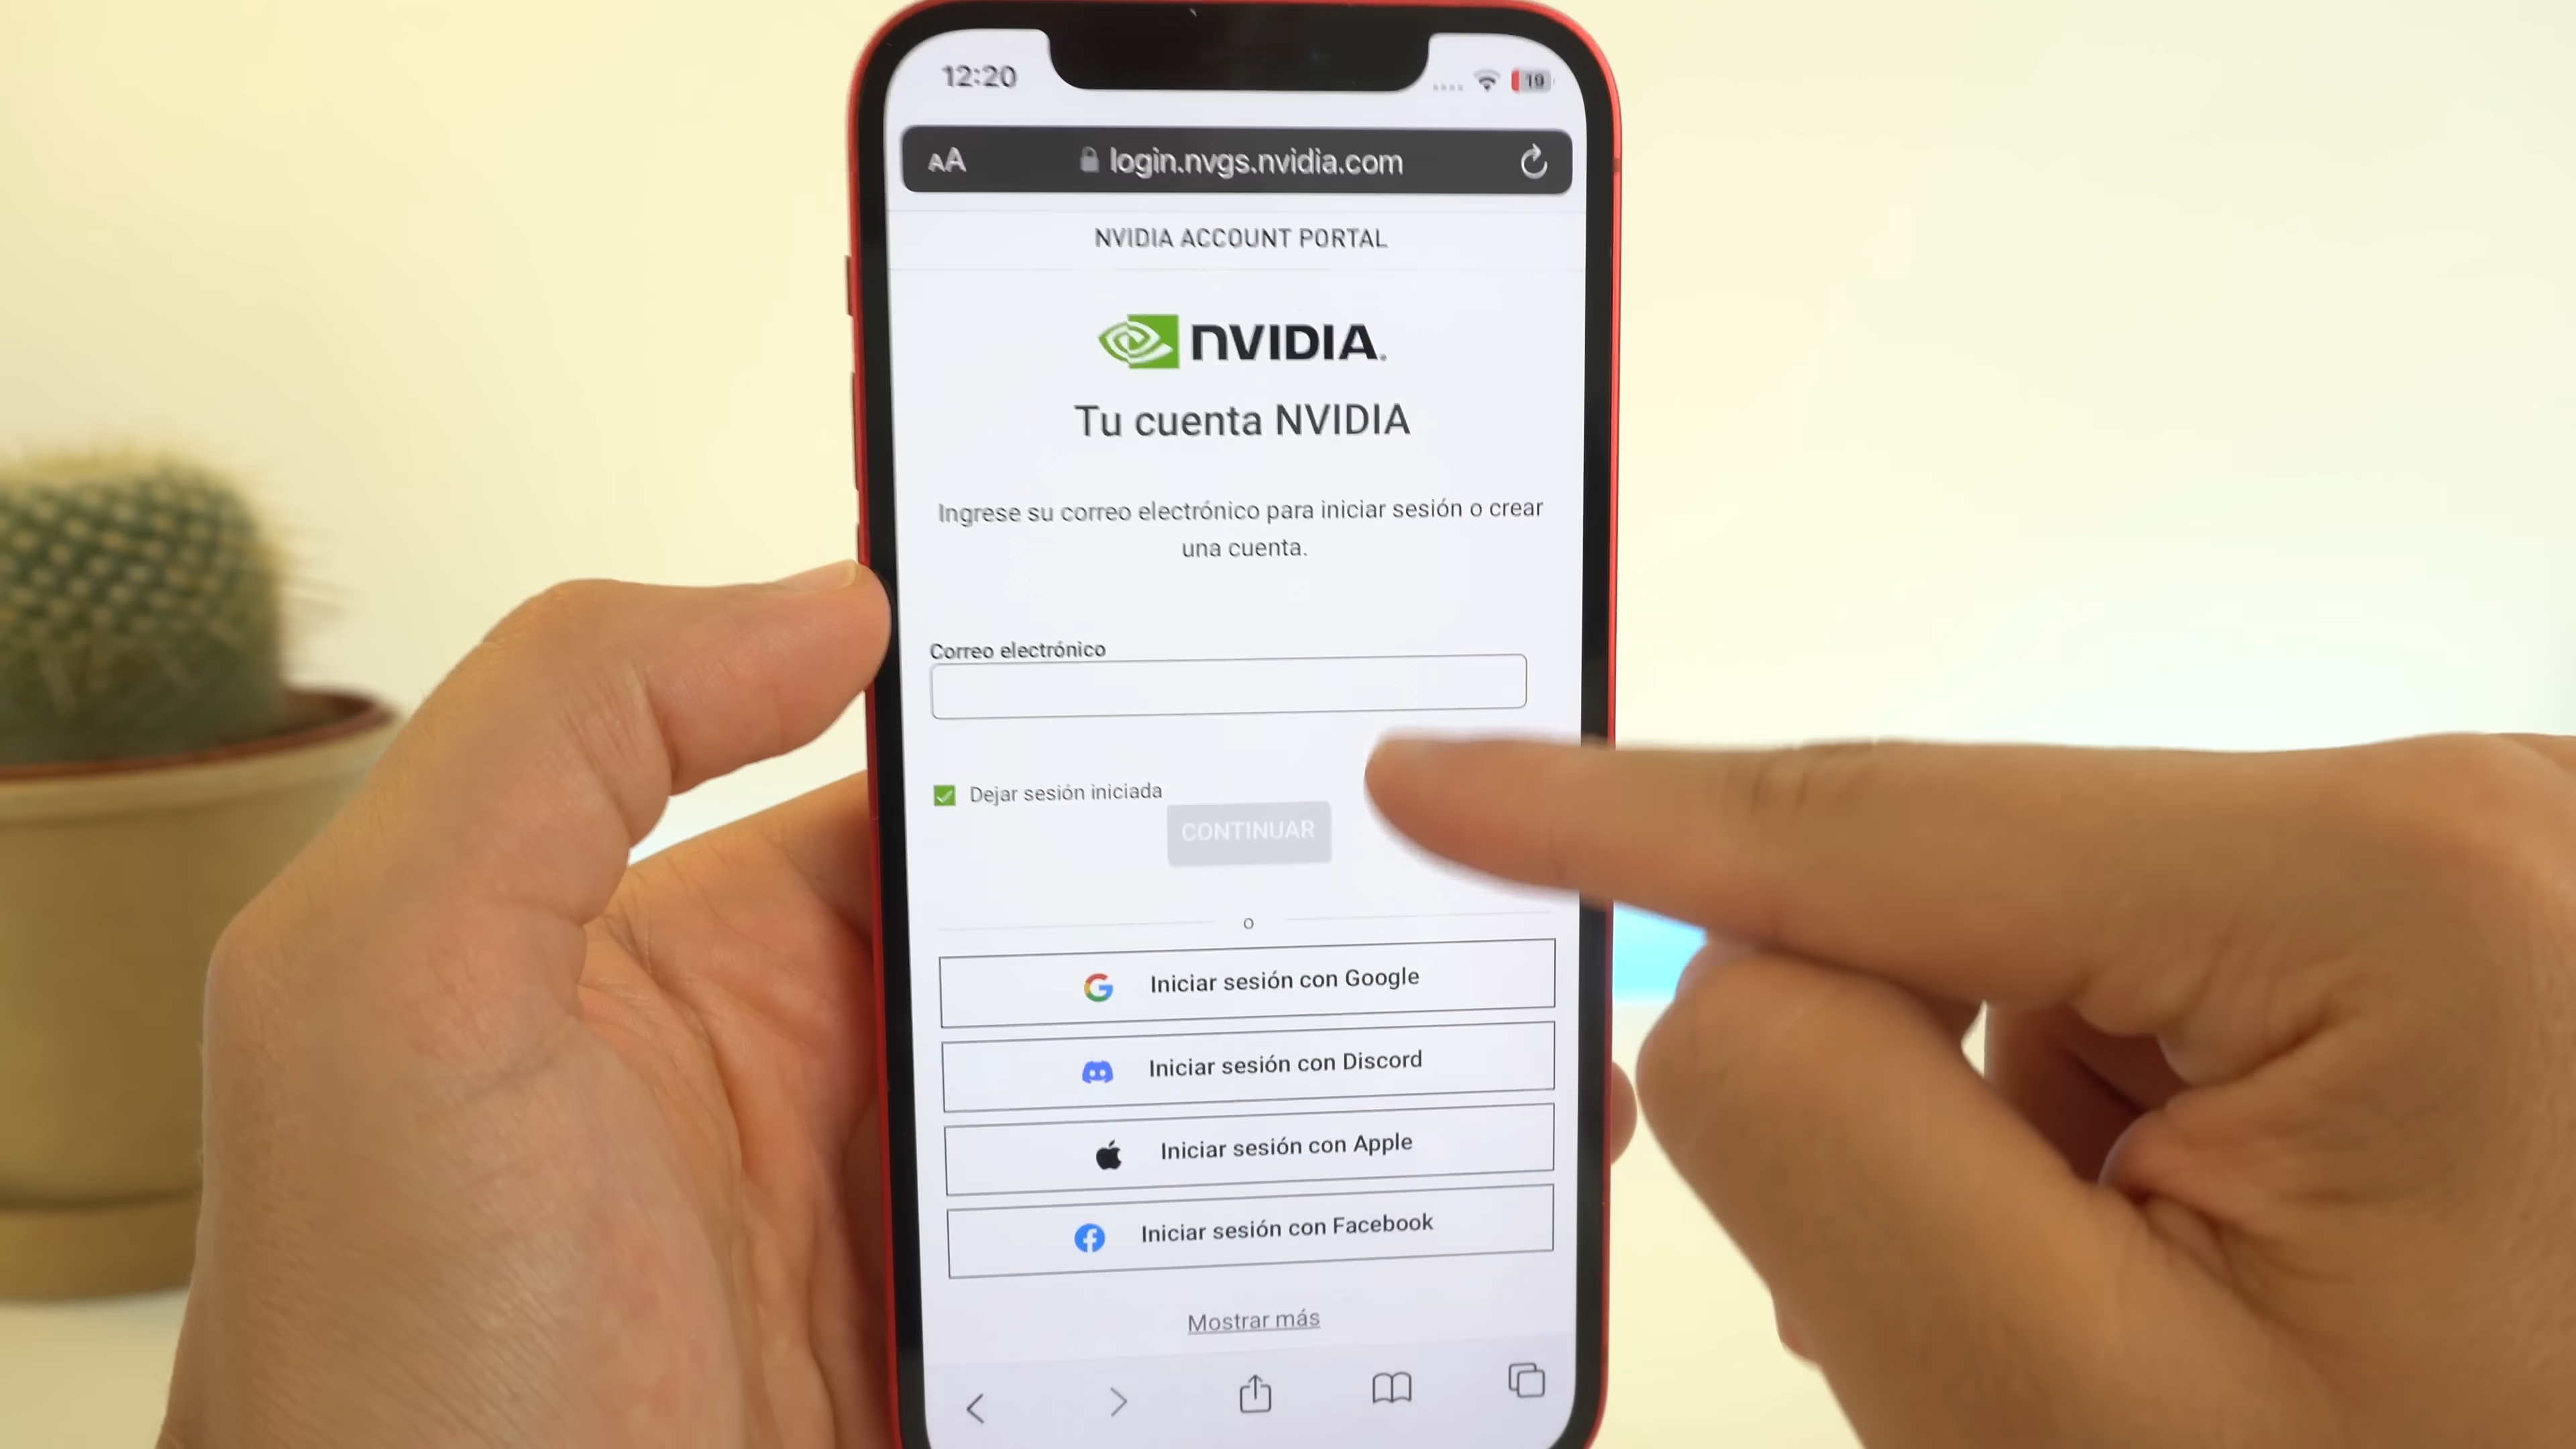 12:20
19
AA login.nvgs.nvidia.com
NVIDIA ACCOUNT PORTAL
NVIDIA.
Tu cuenta NVIDIA
Ingrese su correo electrónico para iniciar sesión o crear
una cuenta.
Correo electrónico
Dejar sesión iniciada
CONTINUAR
o
Iniciar sesión con Google
Iniciar sesión con Discord
Iniciar sesión con Apple
Iniciar sesión con Facebook
Mostrar más